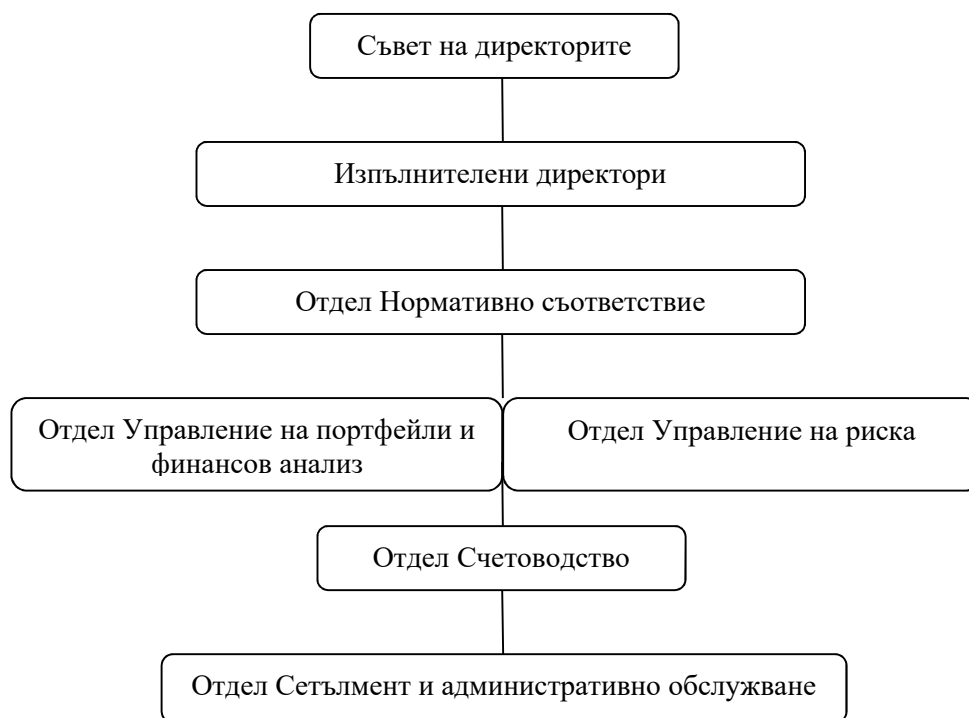 Съвет на директорите
Изпълнителени директори
Отдел Нормативно съответствие
Отдел Управление на портфейли и
финансов анализ
Отдел Управление на риска
Отдел Счетоводство
Отдел Сетълмент и административно обслужване